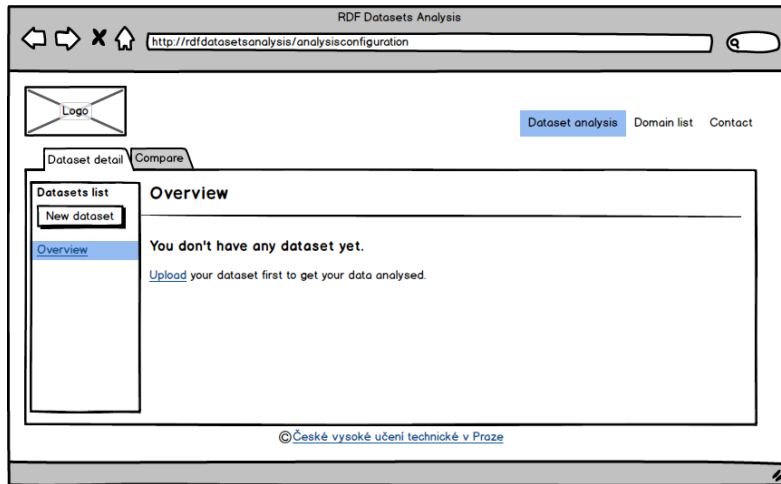 RDF Datasets Analysis
http://rdfdatasetsanalysis/analysisconfiguration
Logo
Dataset analysis Domain list Contact
Dataset detail Compare
Datasets list
New dataset
Overview
Overview
You don't have any dataset yet.
Upload your dataset first to get your data analysed.
©České vysoké učení technické v Praze